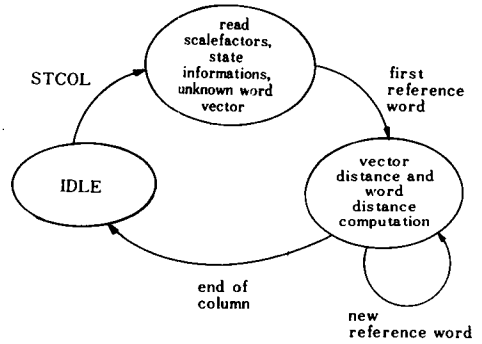 read
scalefactors,
state
informations,
unknown word
vector
STCOL
first
reference
word
IDLE
vector
distance and
word
distance
computation
end of
column
new
reference word